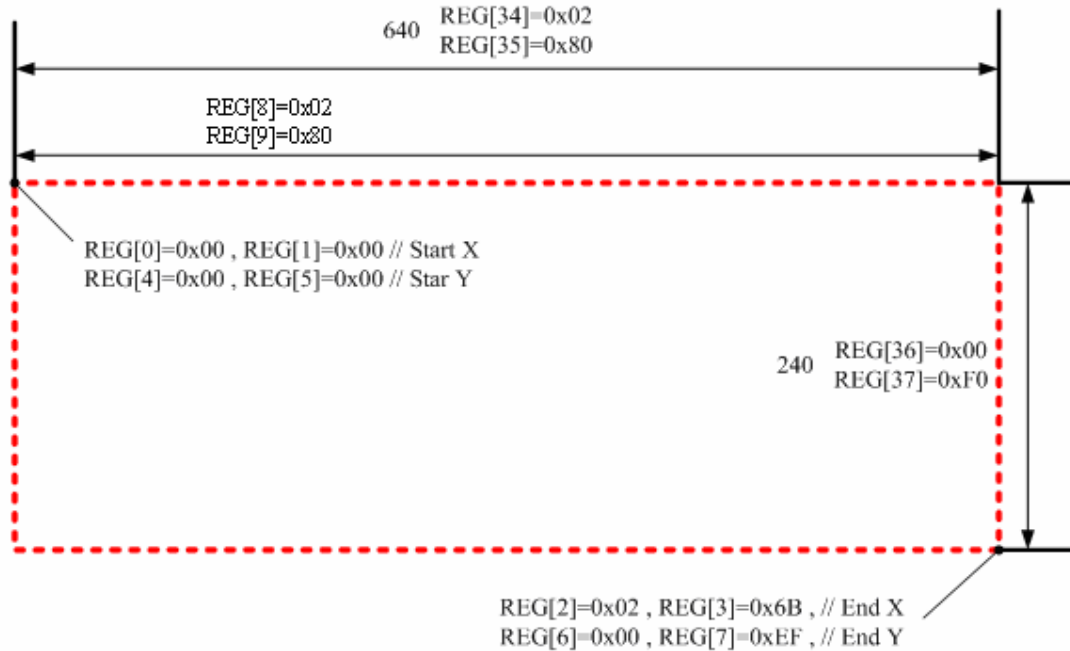 640 REG[34]=0x02
REG[35]=0x80
REG[8]=0x02
REG[9]=0x80
REG[0]=0x00 , REG[1]=0x00 // Start X
REG[4]=0x00 , REG[5]=0x00 // Star Y
240 REG[36]=0x00
REG[37]=0xF0
REG[2]=0x02 , REG[3]=0x6B , // End X
REG[6]=0x00 , REG[7]=0xEF , // End Y